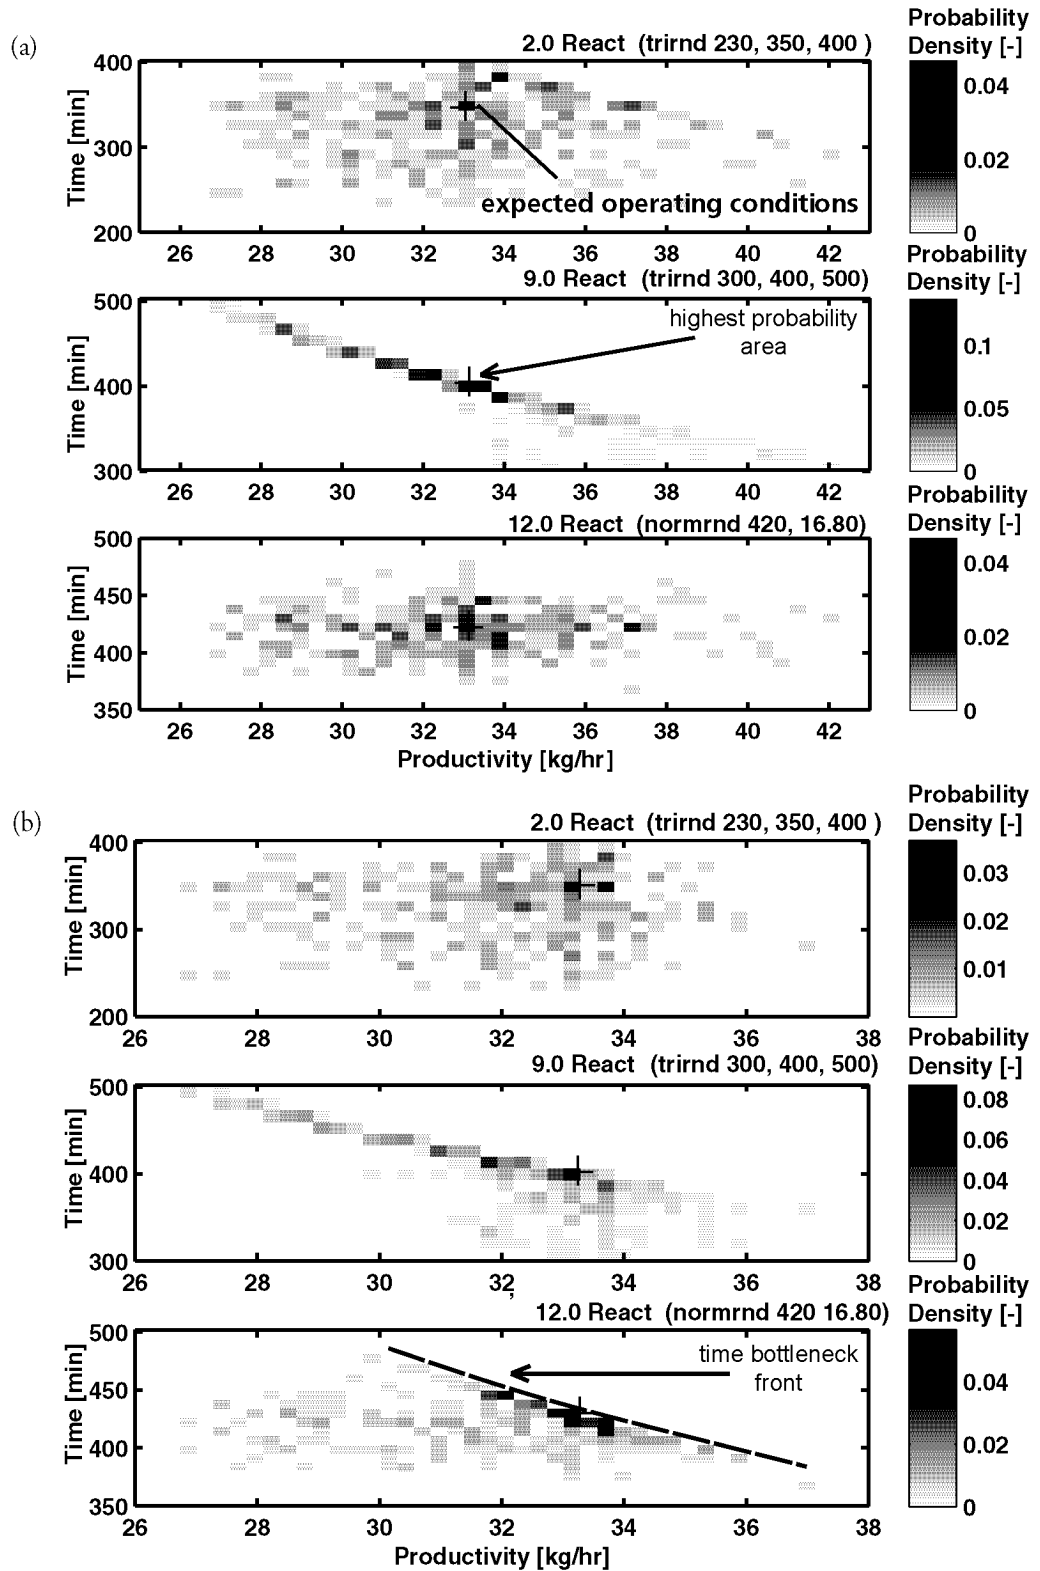 (a)
2.0 React (trirnd 230, 350, 400 )
Probability
Density [-]
400
300
200
Time [min]
expected operating conditions
0.04
0.02
0
26 28 30 32 34 36 38 40 42
9.0 React (trirnd 300, 400, 500)
Probability
Density [-]
500
400
300
Time [min]
highest probability
area
0.1
0.05
0
26 28 30 32 34 36 38 40 42
12.0 React (normrnd 420, 16.80)
Probability
Density [-]
500
450
400
350
Time [min]
0.04
0.02
0
26 28 30 32 34 36 38 40 42
Productivity [kg/hr]
(b)
2.0 React (trirnd 230, 350, 400 )
Probability
Density [-]
400
300
200
Time [min]
0.03
0.02
0.01
26 28 30 32 34 36 38
9.0 React (trirnd 300, 400, 500)
Probability
Density [-]
500
400
300
Time [min]
0.08
0.06
0.04
0.02
0
26 28 30 32 34 36 38
,
12.0 React (normrnd 420 16.80)
Probability
Density [-]
500
450
400
350
Time [min]
time bottleneck
front
0.04
0.02
0
26 28 30 32 34 36 38
Productivity [kg/hr]